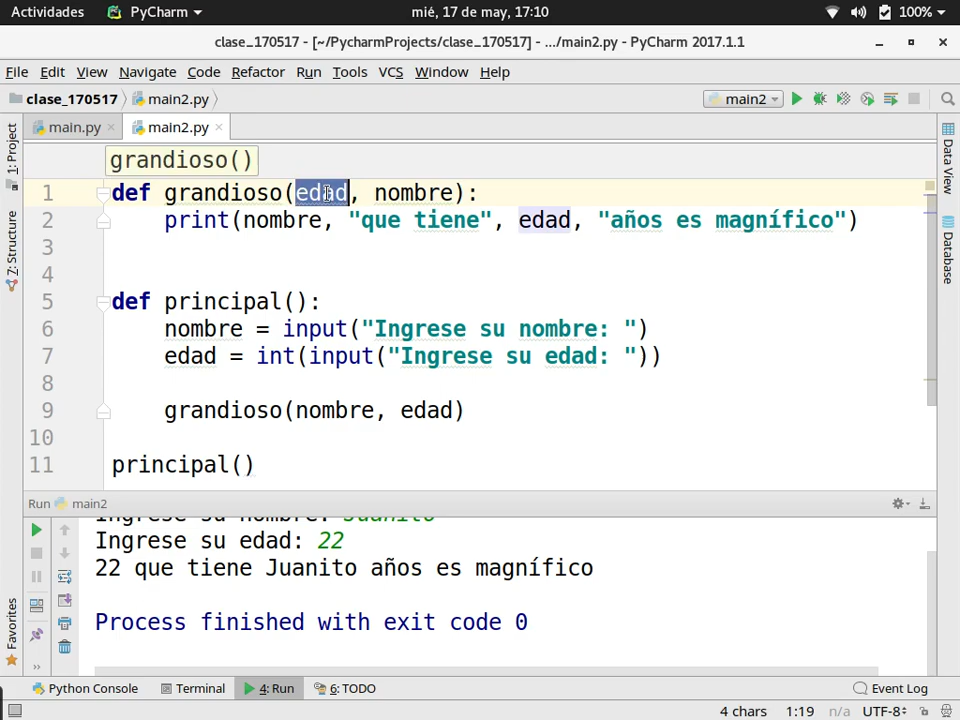 Actividades PyCharm mié, 17 de may, 17:10 100%
clase_170517 - [~/PycharmProjects/clase_170517] - .../main2.py - PyCharm 2017.1.1
File Edit View Navigate Code Refactor Run Tools VCS Window Help
clase_170517 main2.py main2
main.py main2.py
grandioso()
1 def grandioso(edad, nombre):
2 print(nombre, "que tiene", edad, "años es magnífico")
3
4
5 def principal():
6 nombre = input("Ingrese su nombre: ")
7 edad = int(input("Ingrese su edad: "))
8
9 grandioso(nombre, edad)
10
11 principal()
1: Project
7: Structure
Favorites
Data View
Database
Run main2
Ingrese su nombre: Juanito
Ingrese su edad: 22
22 que tiene Juanito años es magnífico
Process finished with exit code 0
Python Console Terminal 4: Run 6: TODO Event Log
4 chars 1:19 n/a UTF-8